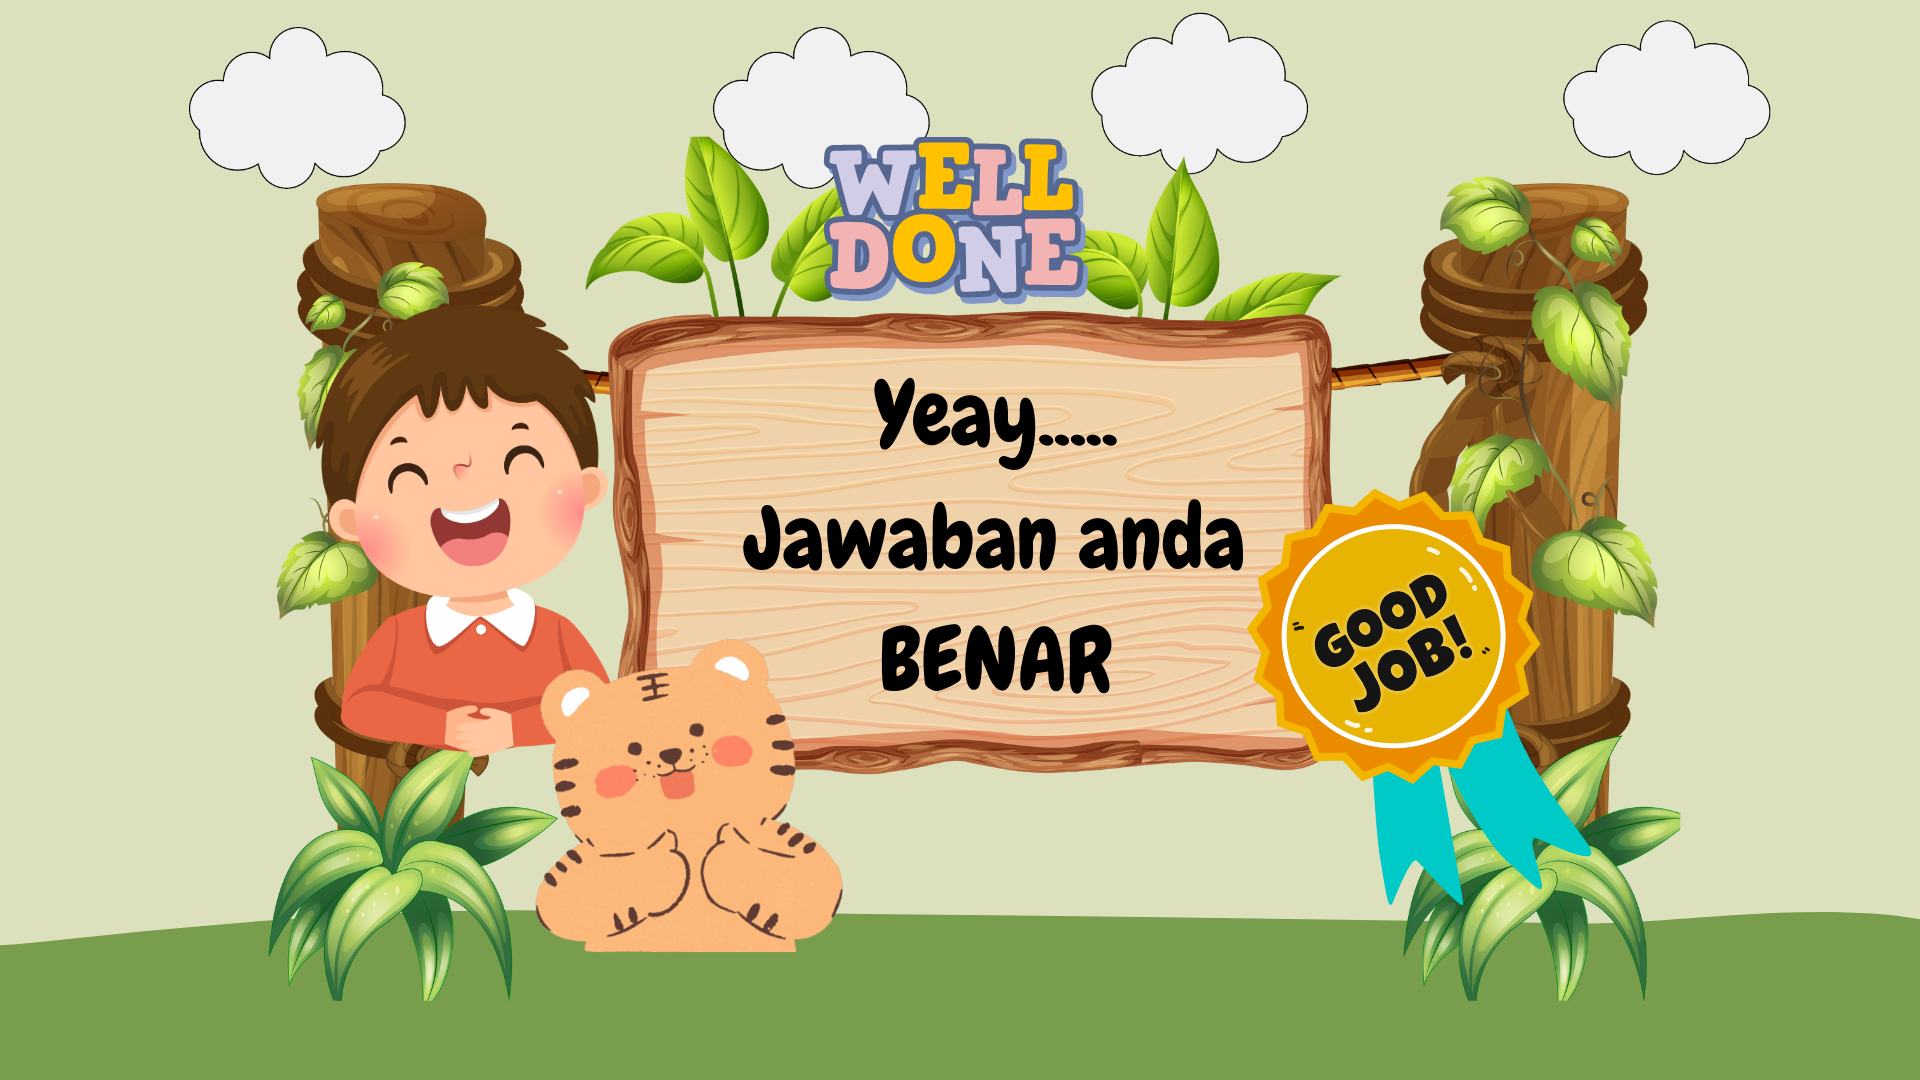 WELL
DONE
Yeay.....
Jawaban anda
BENAR
GOOD
JOB!